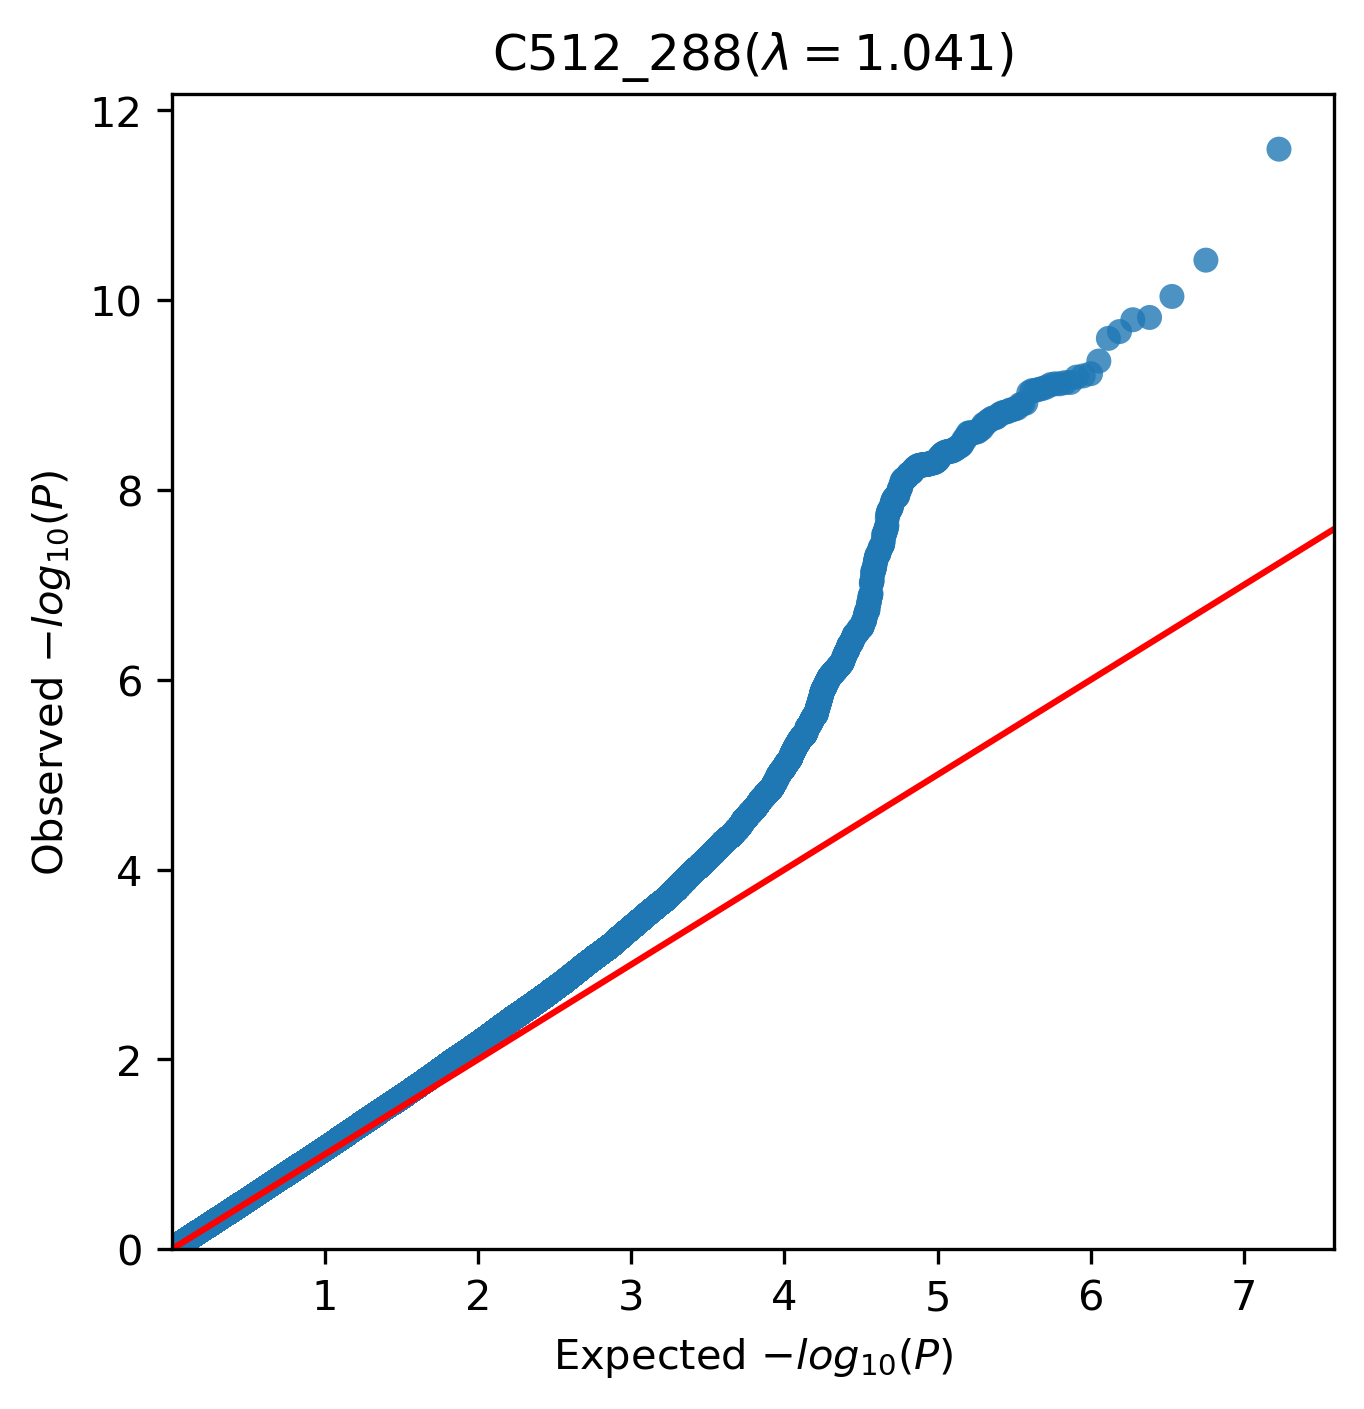 C512_288(λ = 1.041)
12
10
8
6
4
2
0
Observed −log₁₀(P)
1 2 3 4 5 6 7
Expected −log₁₀(P)